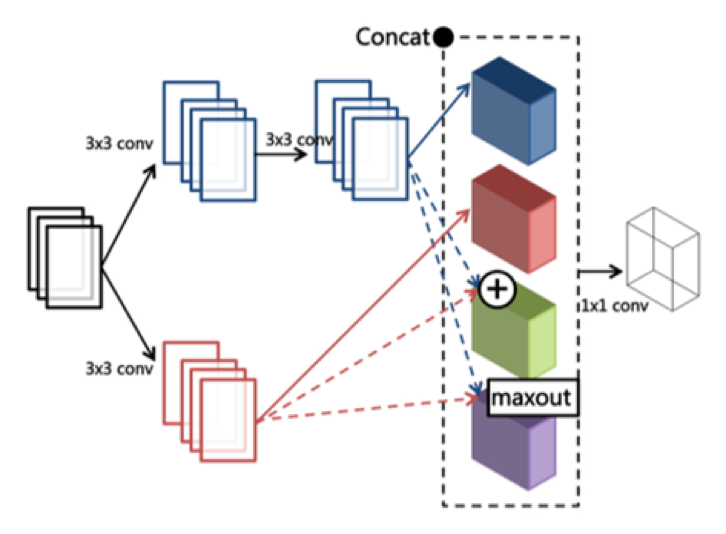 Concat
3x3 conv
3x3 conv
+
1x1 conv
3x3 conv
maxout